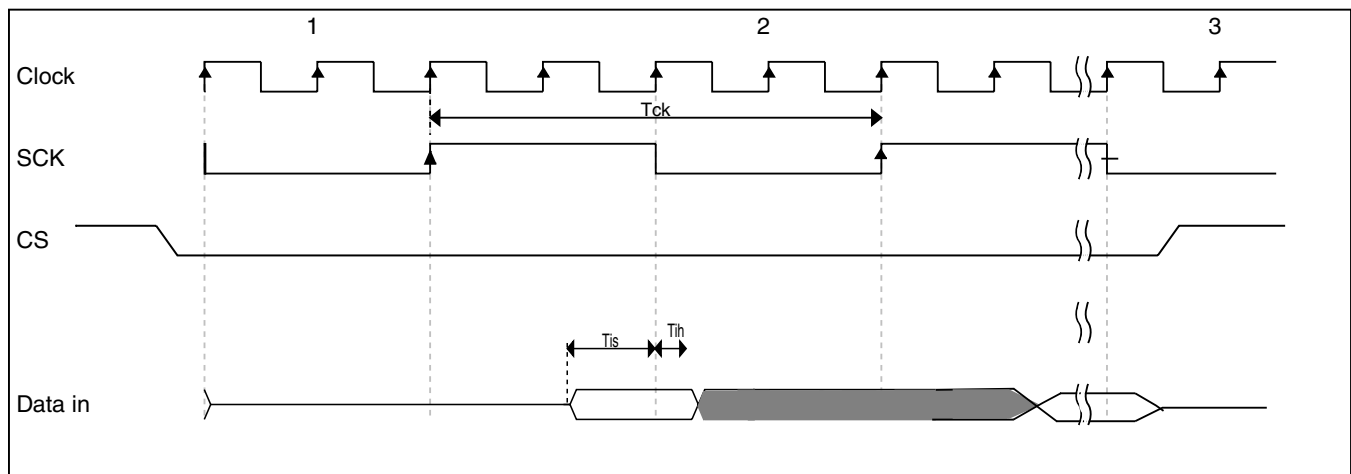 1 2 3
Clock
Tck
SCK
CS
Tis Tih
Data in